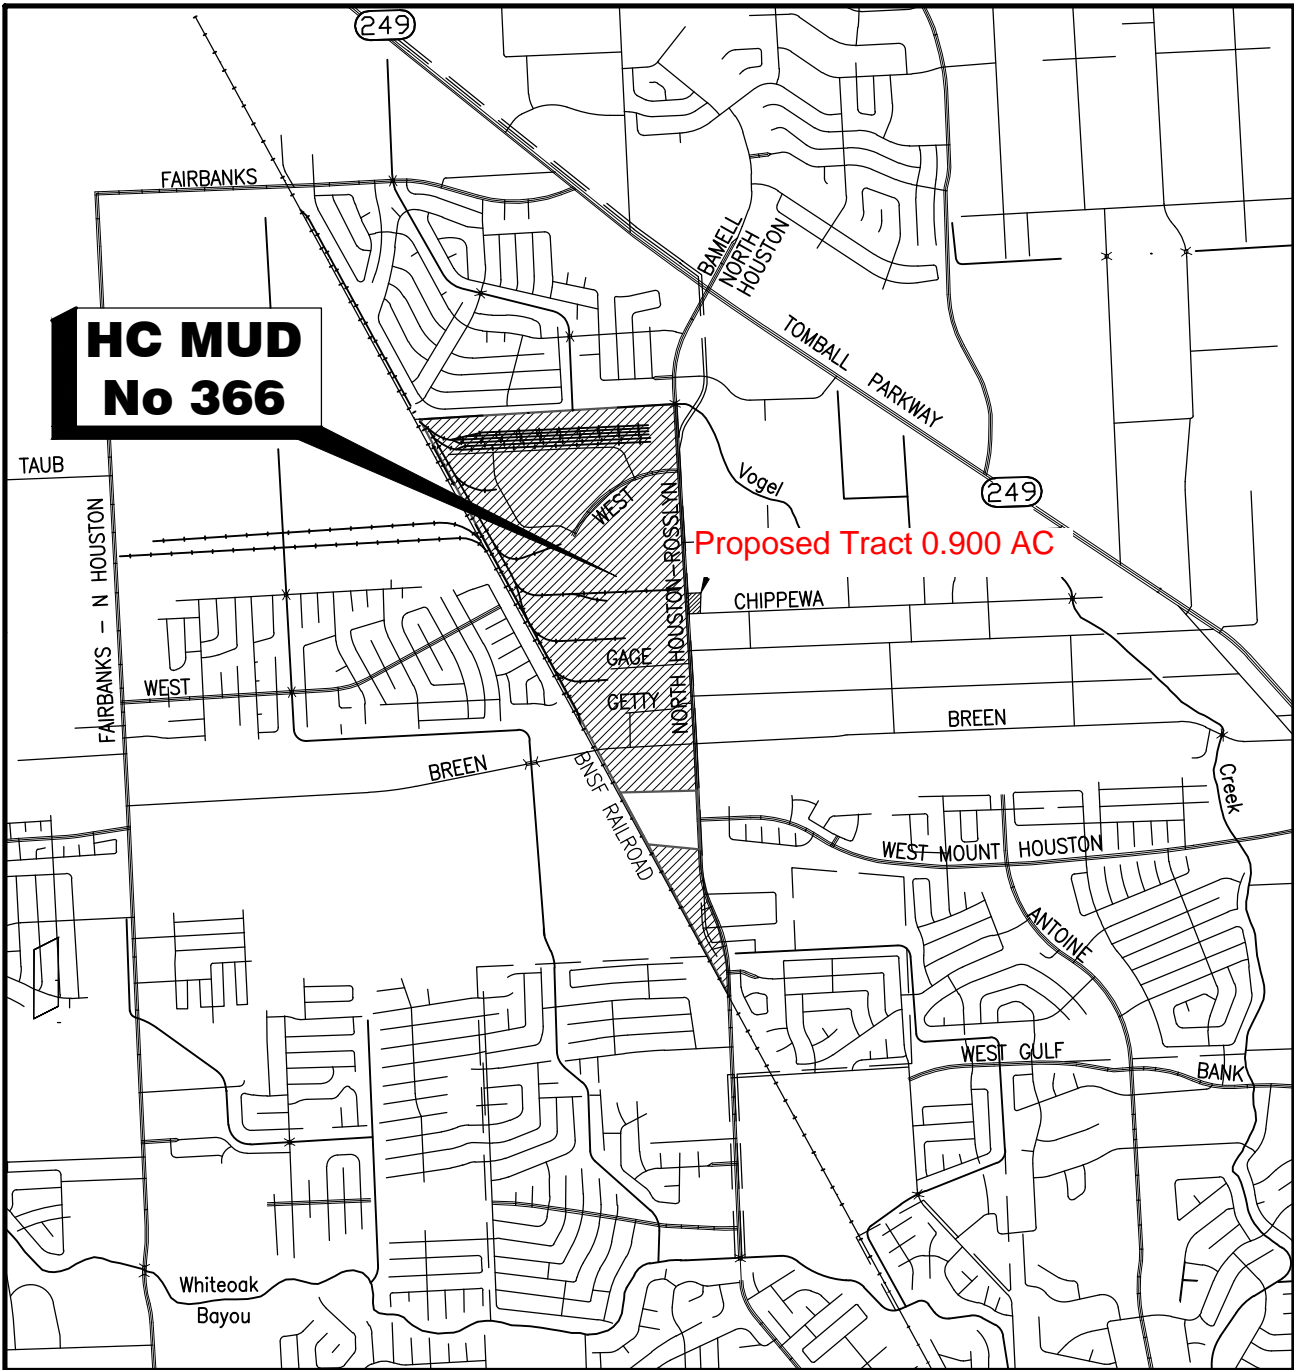 249
FAIRBANKS
BAMELL
NORTH
HOUSTON
HC MUD
No 366
TOMBALL PARKWAY
TAUB
249
Vogel
WEST
FAIRBANKS - N HOUSTON
NORTH HOUSTON-ROSSLYN
Proposed Tract 0.900 AC
CHIPPEWA
GAGE
WEST
GETTY
BREEN
BREEN
BNSF RAILROAD
Creek
WEST MOUNT HOUSTON
ANTOINE
WEST GULF BANK
Whiteoak
Bayou